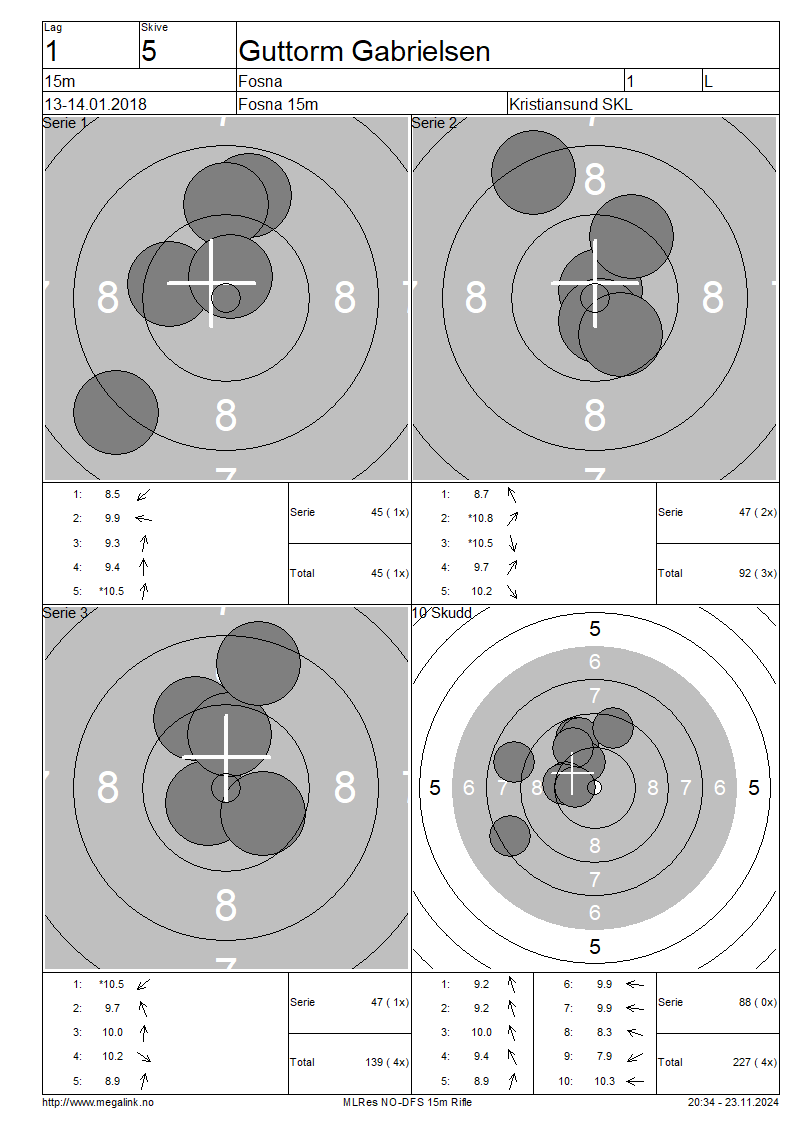 Lag
Skive
1
5
Guttorm Gabrielsen
15m
Fosna
1
L
13-14.01.2018
Fosna 15m
Kristiansund SKL
Serie 1
8
8
8
7
Serie 2
8
8
8
8
7
1: 8.5
2: 9.9
3: 9.3
4: 9.4
5: *10.5
Serie 45 ( 1x)
Total 45 ( 1x)
1: 8.7
2: *10.8
3: *10.5
4: 9.7
5: 10.2
Serie 47 ( 2x)
Total 92 ( 3x)
Serie 3
8
8
8
7
10 Skudd
5
6
7
5 6 7 8 8 7 6 5
8
7
6
5
1: *10.5
2: 9.7
3: 10.0
4: 10.2
5: 8.9
Serie 47 ( 1x)
Total 139 ( 4x)
1: 9.2
2: 9.2
3: 10.0
4: 9.4
5: 8.9
6: 9.9
7: 9.9
8: 8.3
9: 7.9
10: 10.3
Serie 88 ( 0x)
Total 227 ( 4x)
http://www.megalink.no
MLRes NO-DFS 15m Rifle
20:34 - 23.11.2024